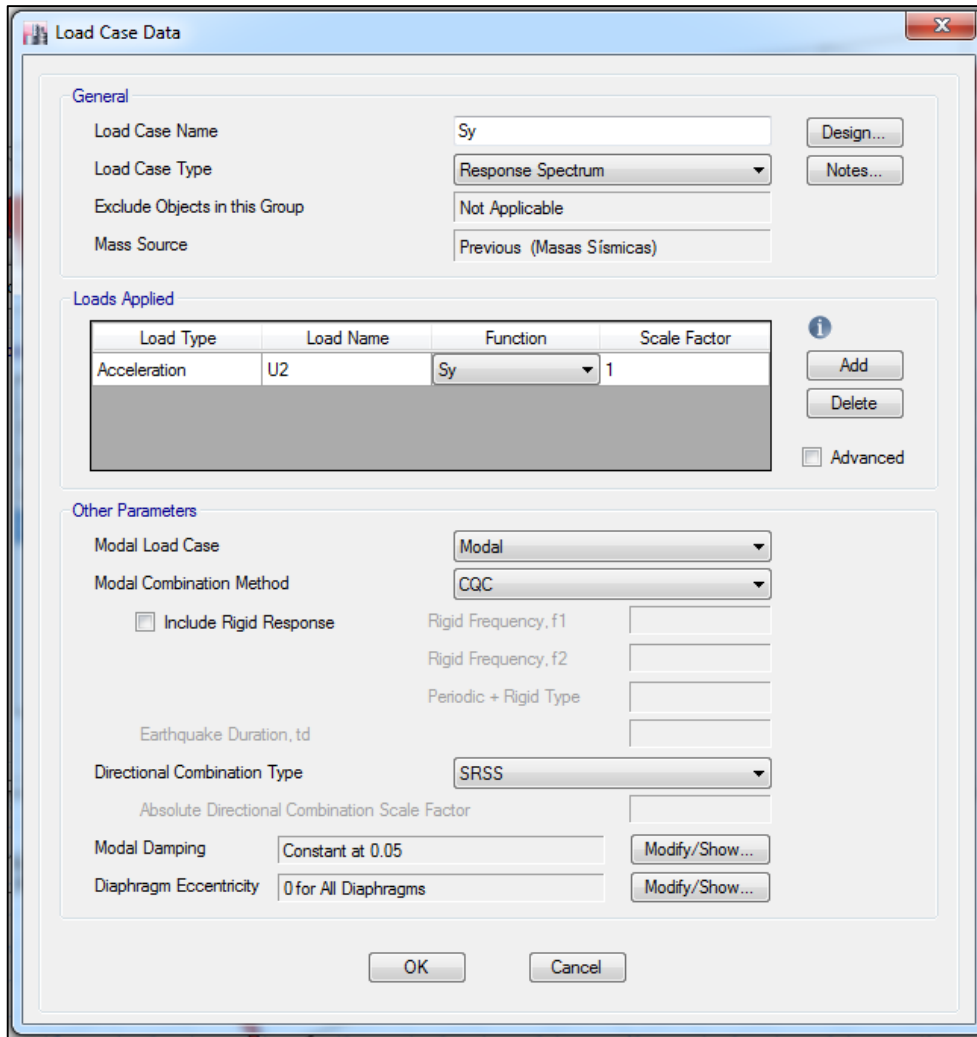 Load Case Data
General
Load Case Name Sy Design...
Load Case Type Response Spectrum Notes...
Exclude Objects in this Group Not Applicable
Mass Source Previous (Masas Sísmicas)
Loads Applied
Load Type Load Name Function Scale Factor
Acceleration U2 Sy 1
Add
Delete
Advanced
Other Parameters
Modal Load Case Modal
Modal Combination Method CQC
Include Rigid Response Rigid Frequency, f1
Rigid Frequency, f2
Periodic + Rigid Type
Earthquake Duration, td
Directional Combination Type SRSS
Absolute Directional Combination Scale Factor
Modal Damping Constant at 0.05 Modify/Show...
Diaphragm Eccentricity 0 for All Diaphragms Modify/Show...
OK Cancel